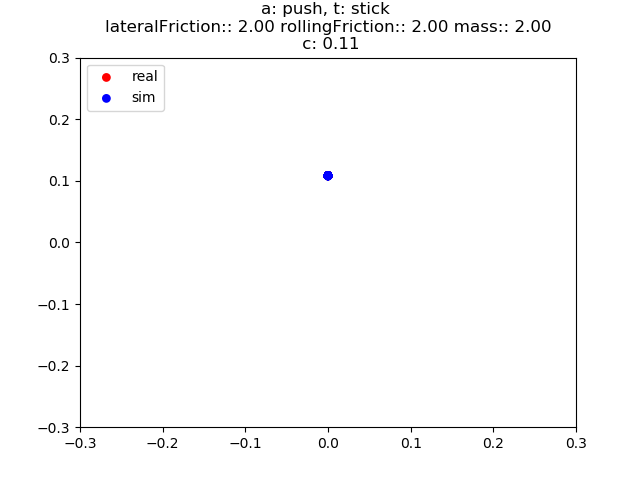 a: push, t: stick
lateralFriction:: 2.00 rollingFriction:: 2.00 mass:: 2.00
c: 0.11
real
sim
0.3
0.2
0.1
0.0
−0.1
−0.2
−0.3
−0.3 −0.2 −0.1 0.0 0.1 0.2 0.3